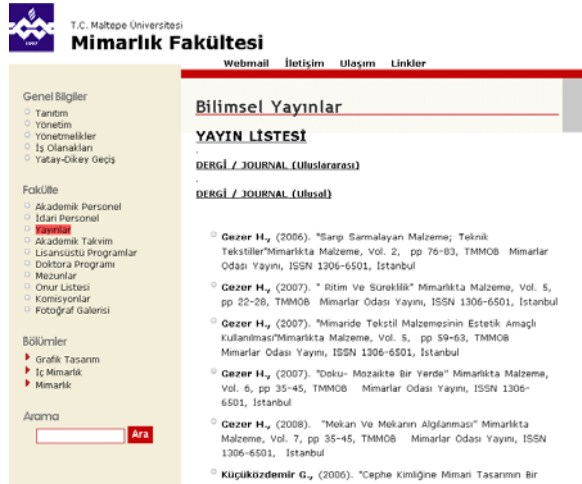 1997
T.C. Maltepe Üniversitesi
Mimarlık Fakültesi
Webmail İletişim Ulaşım Linkler
Genel Bilgiler
Tanıtım
Yönetim
Yönetmelikler
İş Olanakları
Yatay-Dikey Geçiş
Fakülte
Akademik Personel
İdari Personel
Yayınlar
Akademik Takvim
Lisansüstü Programlar
Doktora Programı
Mezunlar
Onur Listesi
Komisyonlar
Fotoğraf Galerisi
Bölümler
Grafik Tasarım
İç Mimarlık
Mimarlık
Arama
Ara
Bilimsel Yayınlar
YAYIN LİSTESİ
.
DERGİ / JOURNAL (Uluslararası)
.
DERGİ / JOURNAL (Ulusal)
Gezer H., (2006). "Sarıp Sarmalayan Malzeme; Teknik
Tekstiller"Mimarlıkta Malzeme, Vol. 2, pp 76-83, TMMOB Mimarlar
Odası Yayını, ISSN 1306-6501, İstanbul
Gezer H., (2007). " Ritim Ve Süreklilik" Mimarlıkta Malzeme, Vol. 5,
pp 22-28, TMMOB Mimarlar Odası Yayını, ISSN 1306-6501, İstanbul
Gezer H., (2007). "Mimaride Tekstil Malzemesinin Estetik Amaçlı
Kullanılması"Mimarlıkta Malzeme, Vol. 5, pp 59-63, TMMOB
Mimarlar Odası Yayını, ISSN 1306-6501, İstanbul
Gezer H., (2007). "Doku- Mozaikte Bir Yerde" Mimarlıkta Malzeme,
Vol. 6, pp 35-45, TMMOB Mimarlar Odası Yayını, ISSN 1306-
6501, İstanbul
Gezer H., (2008). "Mekan Ve Mekanın Algılanması" Mimarlıkta
Malzeme, Vol. 7, pp 35-45, TMMOB Mimarlar Odası Yayını, ISSN
1306-6501, İstanbul
Küçüközdemir G., (2006). "Cephe Kimliğine Mimari Tasarımın Bir